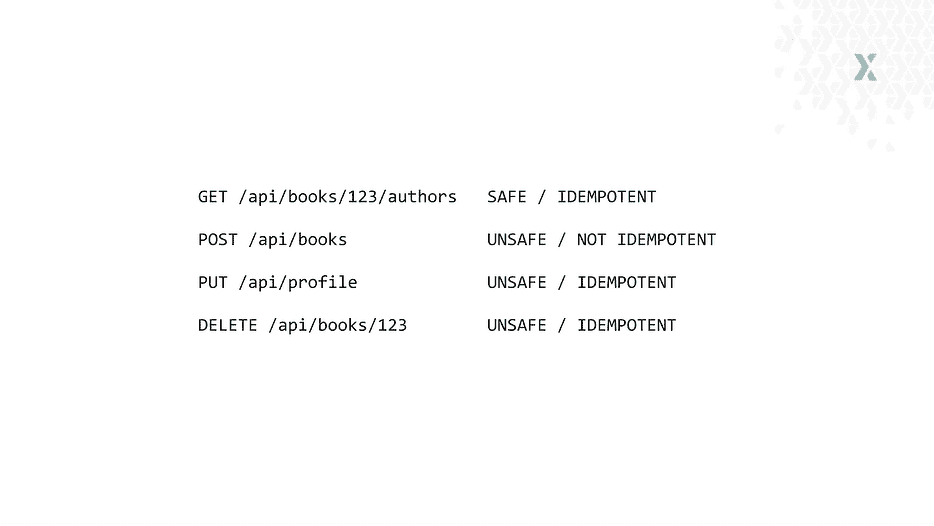 GET /api/books/123/authors SAFE / IDEMPOTENT
POST /api/books UNSAFE / NOT IDEMPOTENT
PUT /api/profile UNSAFE / IDEMPOTENT
DELETE /api/books/123 UNSAFE / IDEMPOTENT